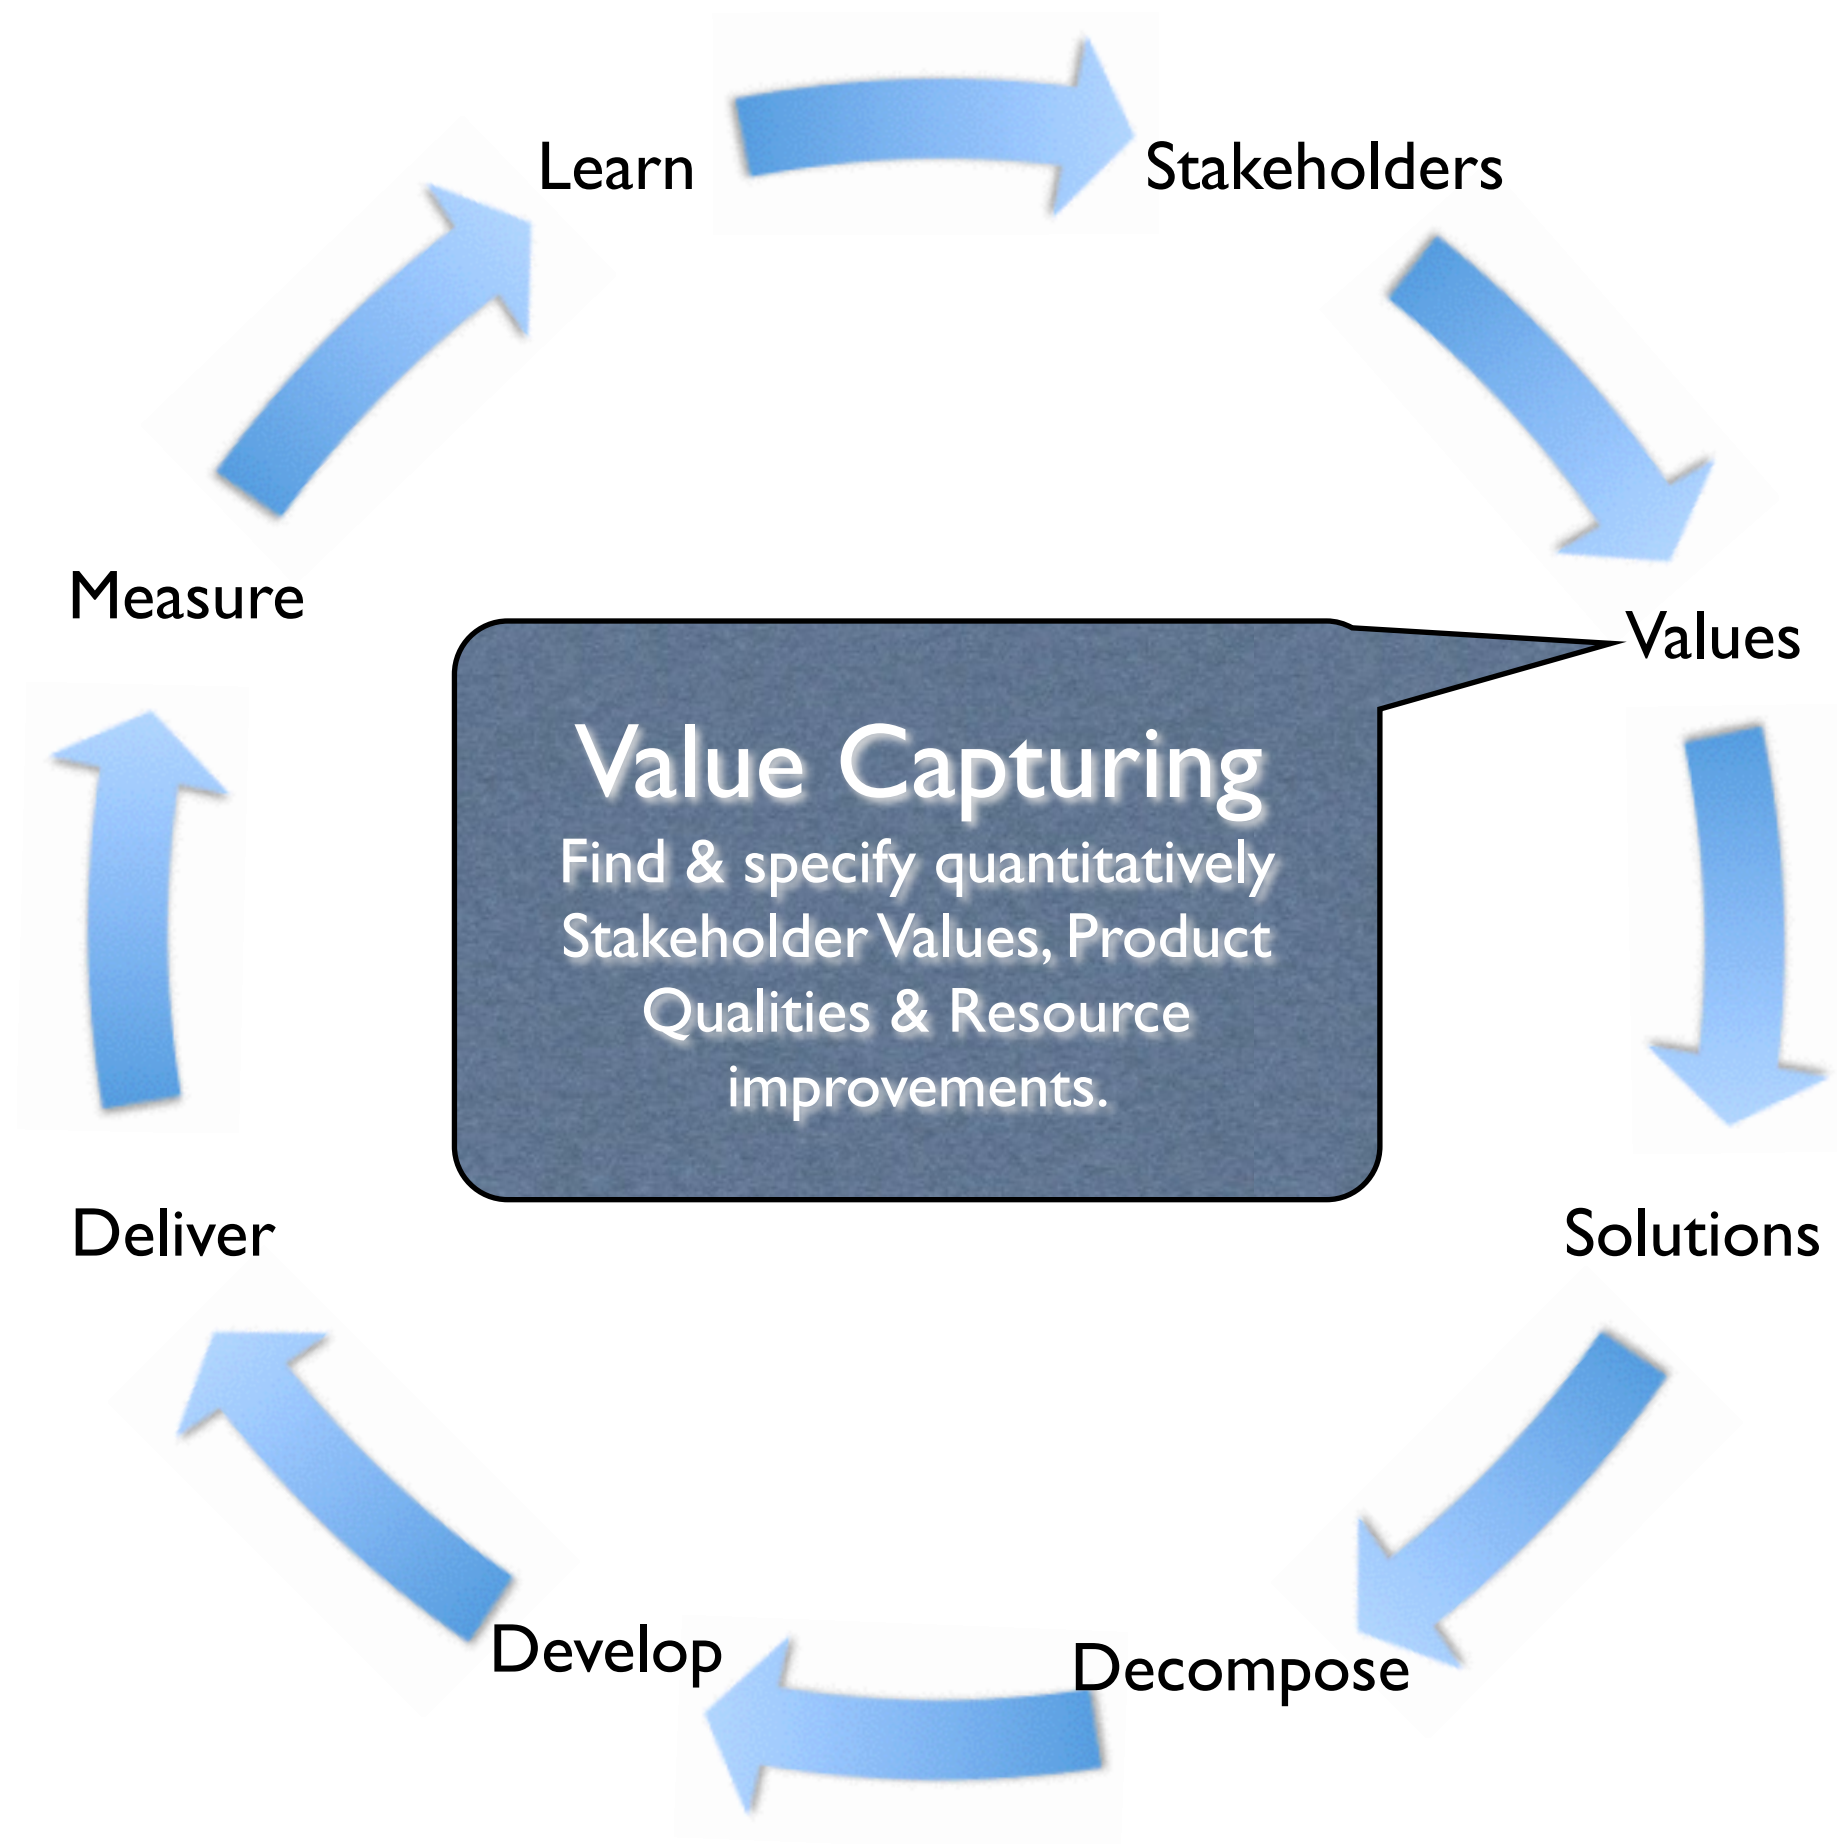 Learn
Stakeholders
Measure
Values
Value Capturing
Find & specify quantitatively
Stakeholder Values, Product
Qualities & Resource
improvements.
Deliver
Solutions
Develop
Decompose